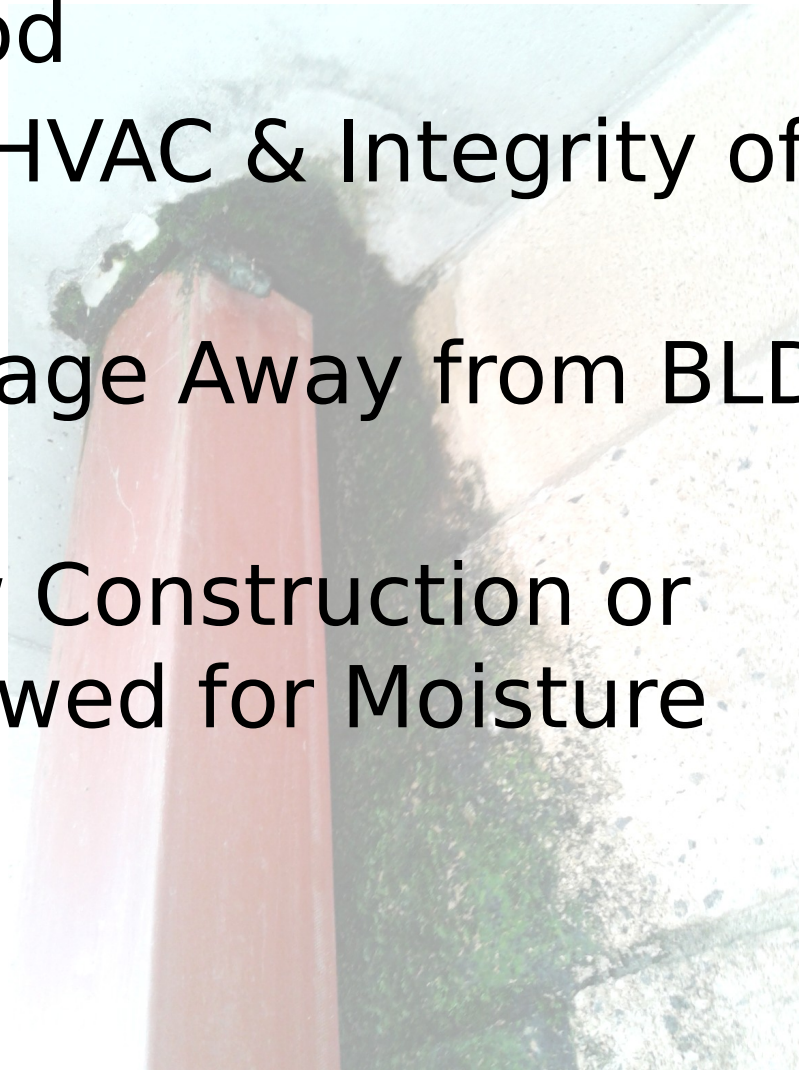 od
HVAC & Integrity of
age Away from BLD
Construction or
wed for Moisture